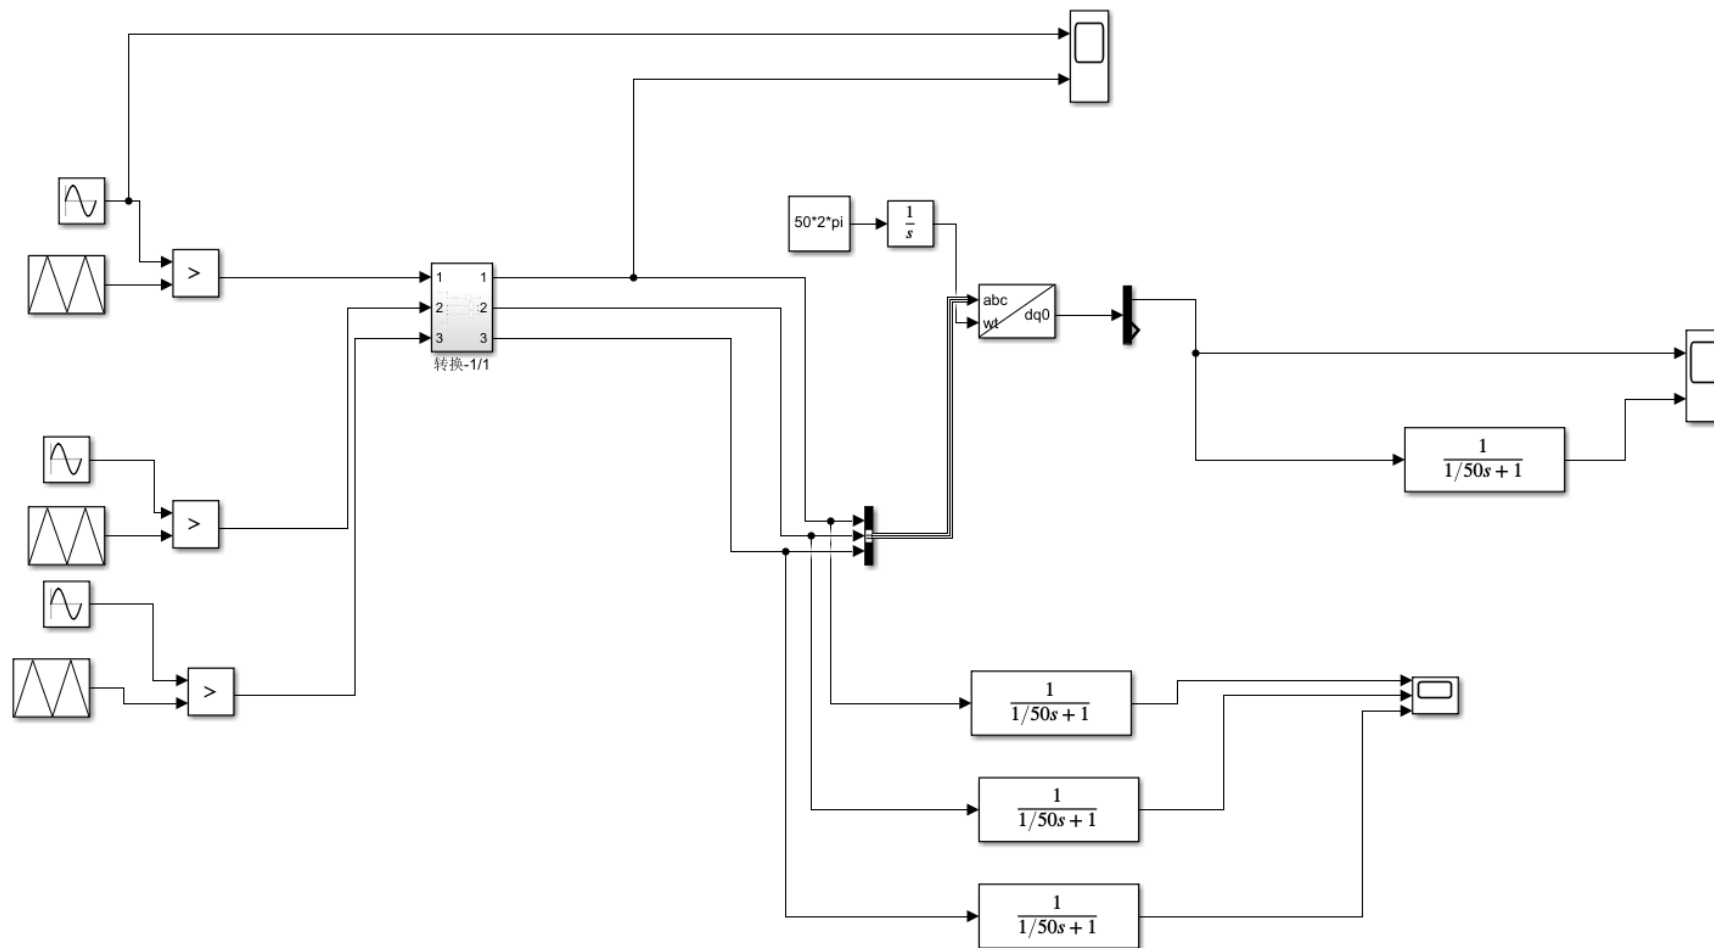 50*2*pi
1
s
>
1 1
2 2
3 3
转换-1/1
abc
wt
dq0
1
1/50s + 1
>
>
1
1/50s + 1
1
1/50s + 1
1
1/50s + 1